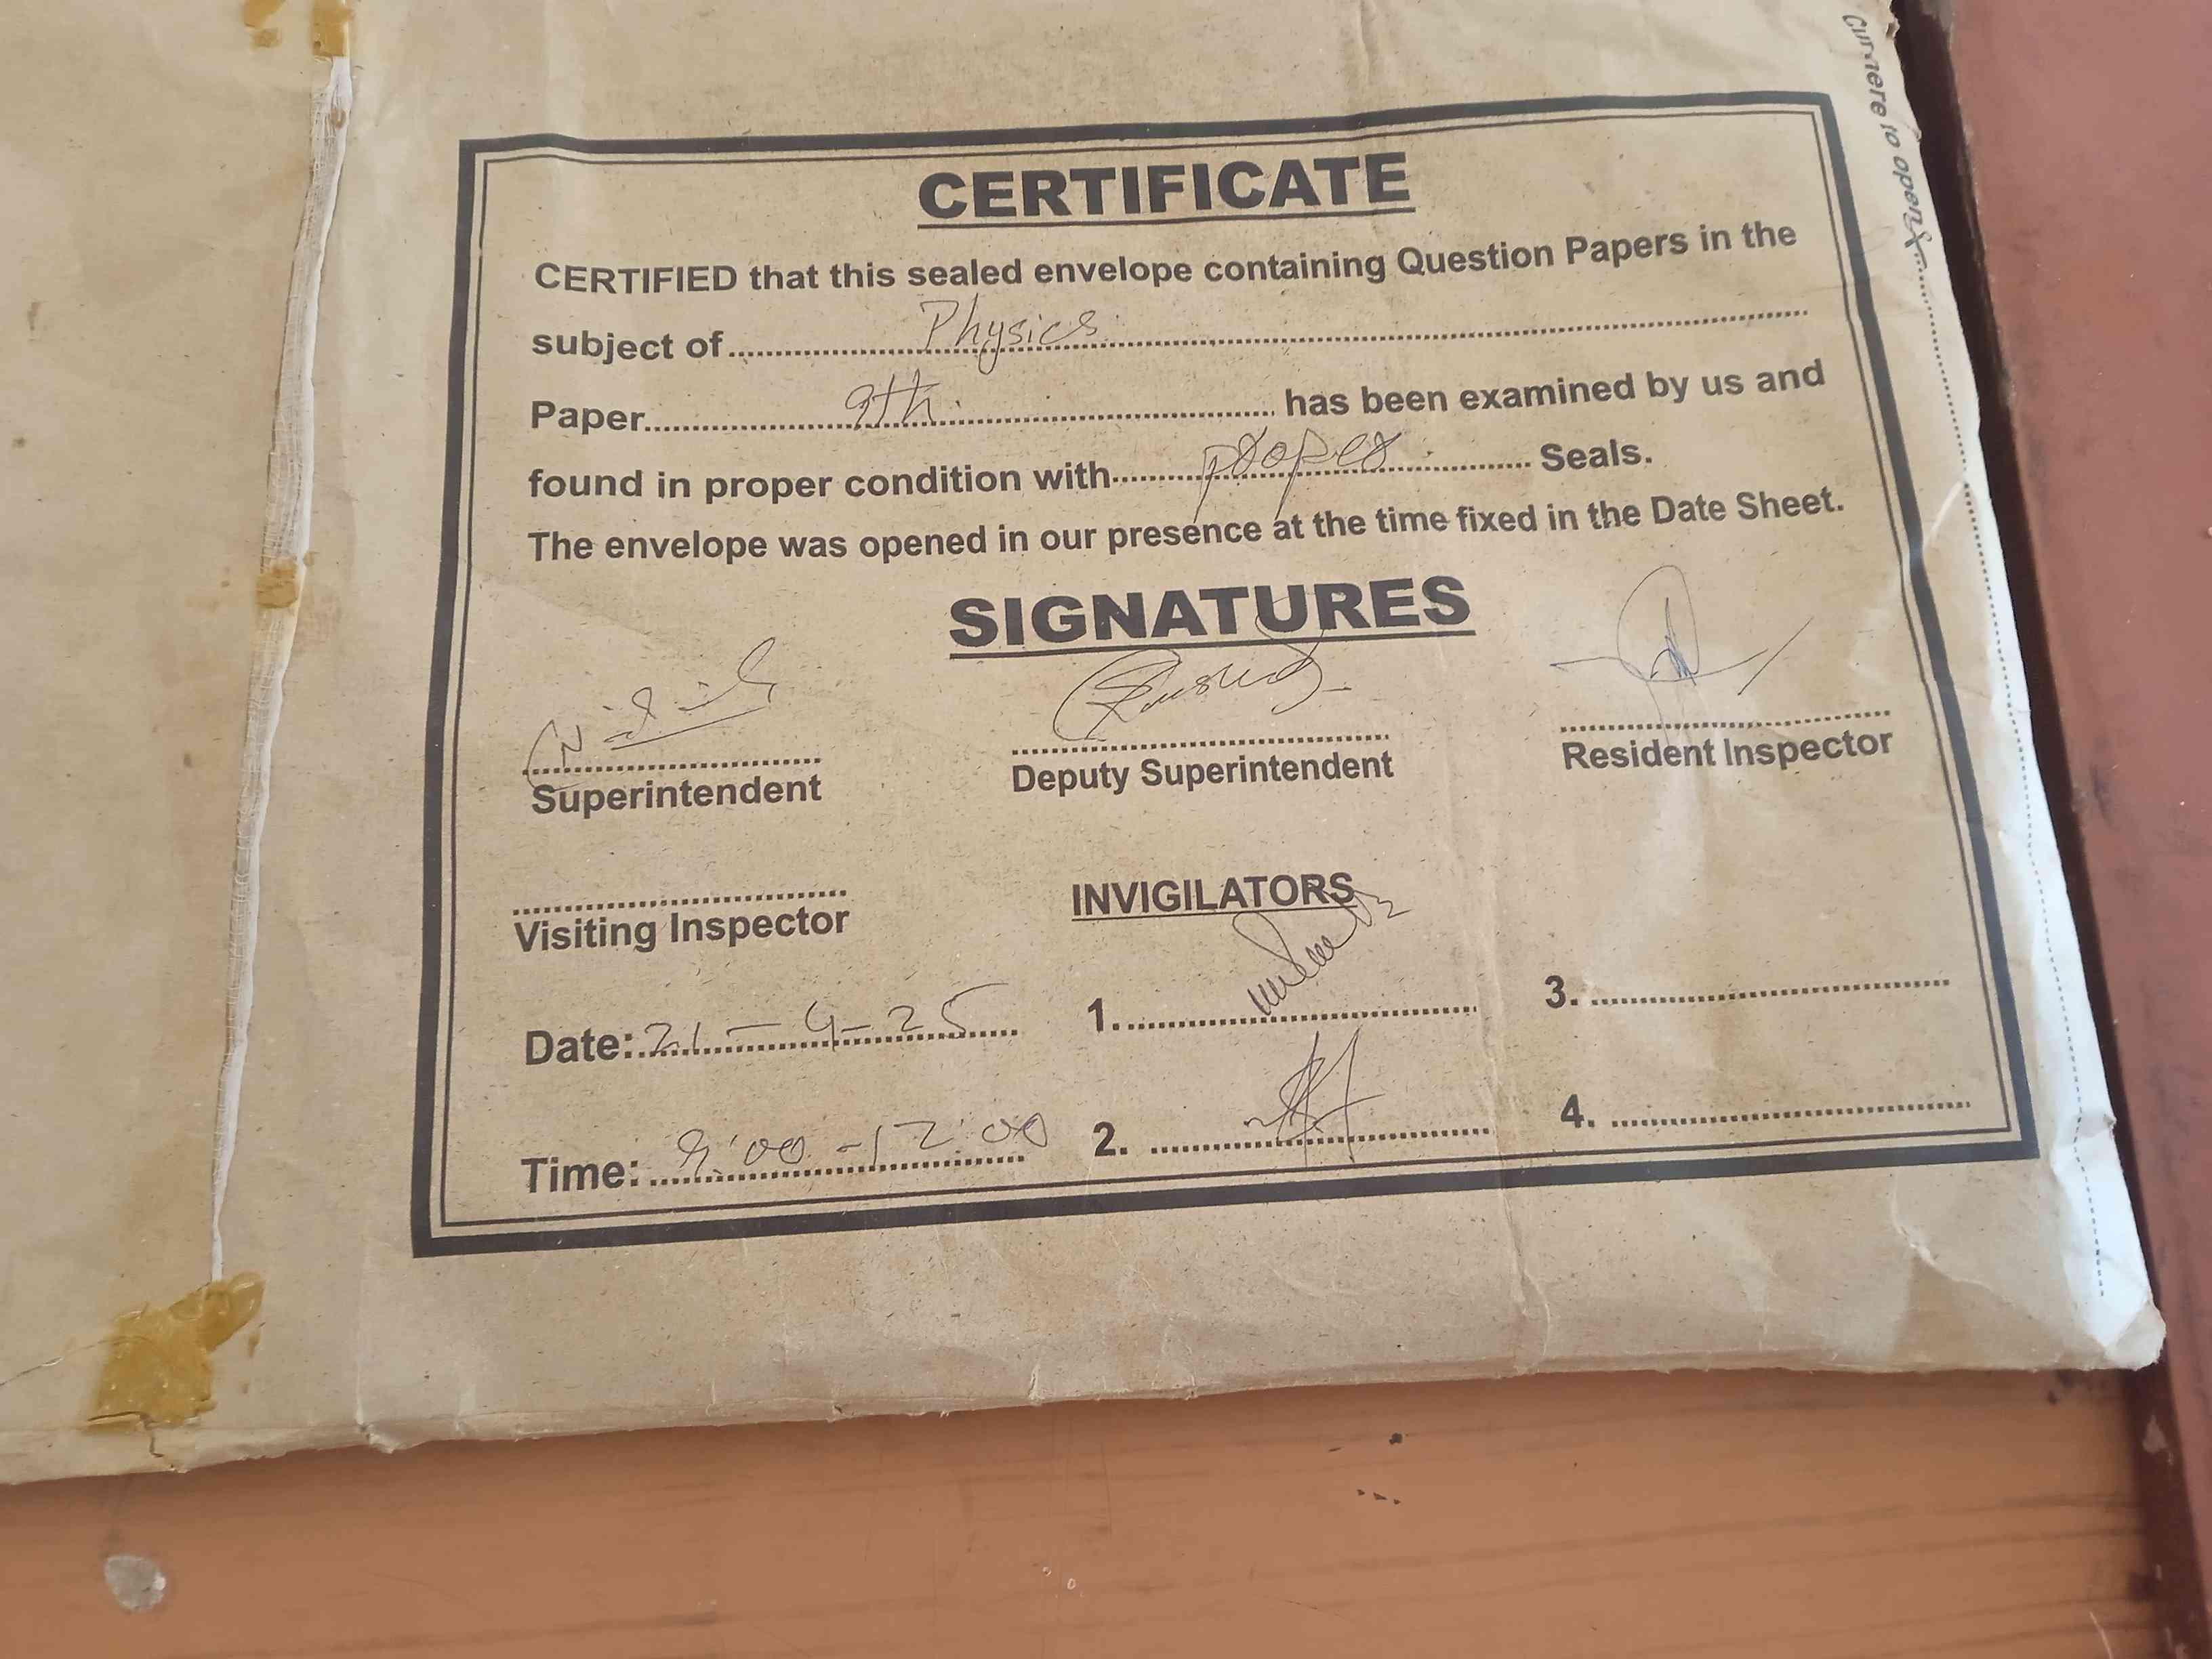 Cut here to open
CERTIFICATE
CERTIFIED that this sealed envelope containing Question Papers in the
subject of Physics
Paper 9th has been examined by us and
found in proper condition with proper Seals.
The envelope was opened in our presence at the time fixed in the Date Sheet.
SIGNATURES
Superintendent
Deputy Superintendent
Resident Inspector
Visiting Inspector
INVIGILATORS
Date: 21-4-25
1.
3.
Time: 9:00-12:00
2.
4.